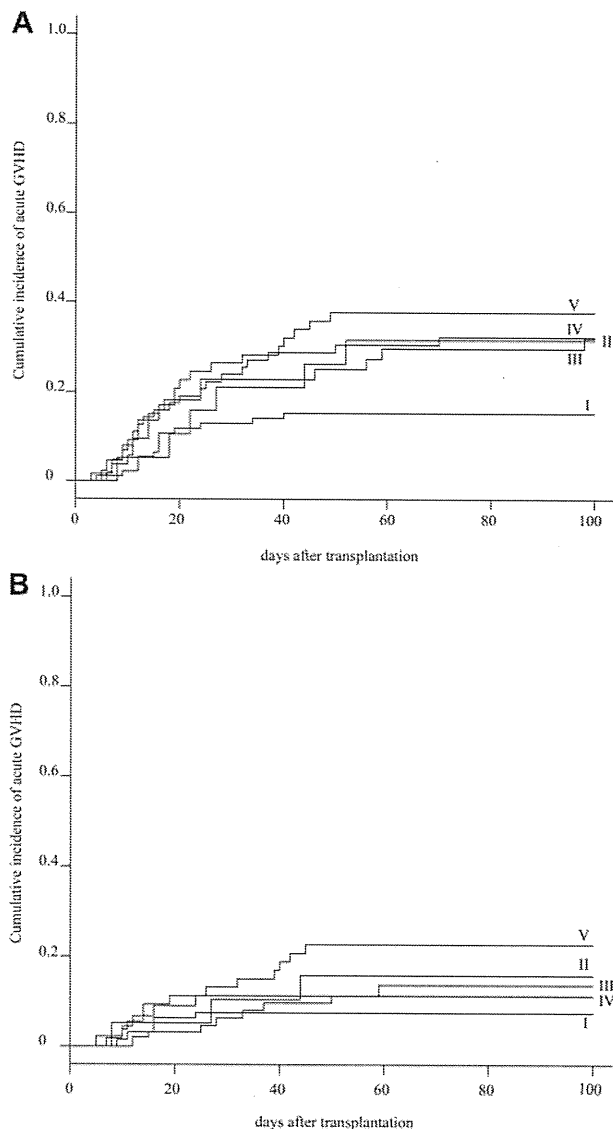 A
1.0
0.8
0.6
0.4
0.2
0
Cumulative incidence of acute GVHD
V
IV
II
III
I
0 20 40 60 80 100
days after transplantation
B
1.0
0.8
0.6
0.4
0.2
0
Cumulative incidence of acute GVHD
V
II
III
IV
I
0 20 40 60 80 100
days after transplantation